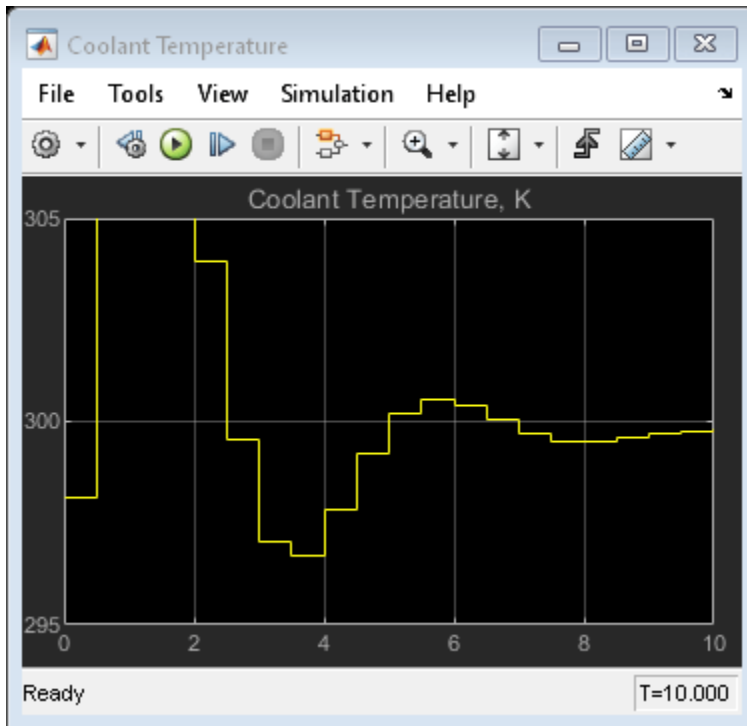 Coolant Temperature
File Tools View Simulation Help
Coolant Temperature, K
305
300
295
0 2 4 6 8 10
Ready T=10.000